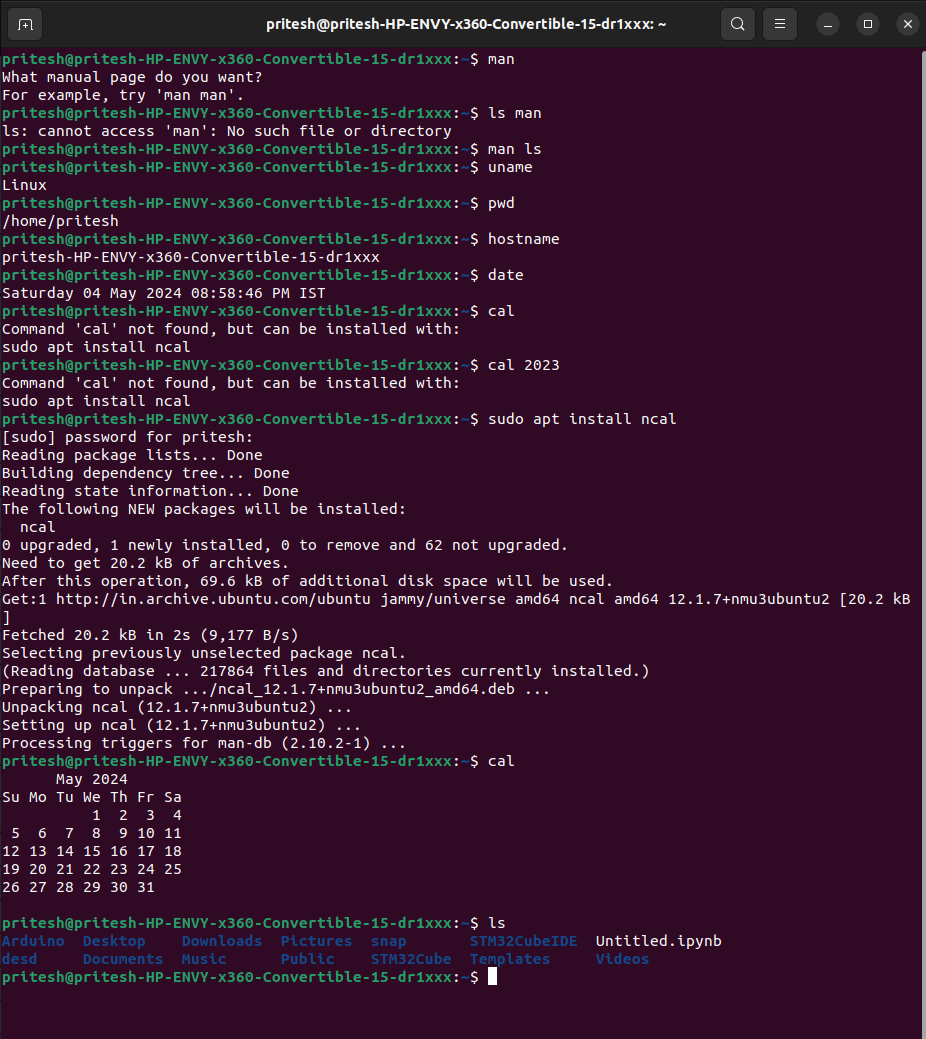 pritesh@pritesh-HP-ENVY-x360-Convertible-15-dr1xxx: ~
pritesh@pritesh-HP-ENVY-x360-Convertible-15-dr1xxx:~$ man
What manual page do you want?
For example, try 'man man'.
pritesh@pritesh-HP-ENVY-x360-Convertible-15-dr1xxx:~$ ls man
ls: cannot access 'man': No such file or directory
pritesh@pritesh-HP-ENVY-x360-Convertible-15-dr1xxx:~$ man ls
pritesh@pritesh-HP-ENVY-x360-Convertible-15-dr1xxx:~$ uname
Linux
pritesh@pritesh-HP-ENVY-x360-Convertible-15-dr1xxx:~$ pwd
/home/pritesh
pritesh@pritesh-HP-ENVY-x360-Convertible-15-dr1xxx:~$ hostname
pritesh-HP-ENVY-x360-Convertible-15-dr1xxx
pritesh@pritesh-HP-ENVY-x360-Convertible-15-dr1xxx:~$ date
Saturday 04 May 2024 08:58:46 PM IST
pritesh@pritesh-HP-ENVY-x360-Convertible-15-dr1xxx:~$ cal
Command 'cal' not found, but can be installed with:
sudo apt install ncal
pritesh@pritesh-HP-ENVY-x360-Convertible-15-dr1xxx:~$ cal 2023
Command 'cal' not found, but can be installed with:
sudo apt install ncal
pritesh@pritesh-HP-ENVY-x360-Convertible-15-dr1xxx:~$ sudo apt install ncal
[sudo] password for pritesh:
Reading package lists... Done
Building dependency tree... Done
Reading state information... Done
The following NEW packages will be installed:
  ncal
0 upgraded, 1 newly installed, 0 to remove and 62 not upgraded.
Need to get 20.2 kB of archives.
After this operation, 69.6 kB of additional disk space will be used.
Get:1 http://in.archive.ubuntu.com/ubuntu jammy/universe amd64 ncal amd64 12.1.7+nmu3ubuntu2 [20.2 kB
]
Fetched 20.2 kB in 2s (9,177 B/s)
Selecting previously unselected package ncal.
(Reading database ... 217864 files and directories currently installed.)
Preparing to unpack .../ncal_12.1.7+nmu3ubuntu2_amd64.deb ...
Unpacking ncal (12.1.7+nmu3ubuntu2) ...
Setting up ncal (12.1.7+nmu3ubuntu2) ...
Processing triggers for man-db (2.10.2-1) ...
pritesh@pritesh-HP-ENVY-x360-Convertible-15-dr1xxx:~$ cal
      May 2024
Su Mo Tu We Th Fr Sa
          1  2  3  4
 5  6  7  8  9 10 11
12 13 14 15 16 17 18
19 20 21 22 23 24 25
26 27 28 29 30 31
pritesh@pritesh-HP-ENVY-x360-Convertible-15-dr1xxx:~$ ls
Arduino  Desktop    Downloads  Pictures  snap       STM32CubeIDE  Untitled.ipynb
desd     Documents  Music      Public    STM32Cube  Templates     Videos
pritesh@pritesh-HP-ENVY-x360-Convertible-15-dr1xxx:~$